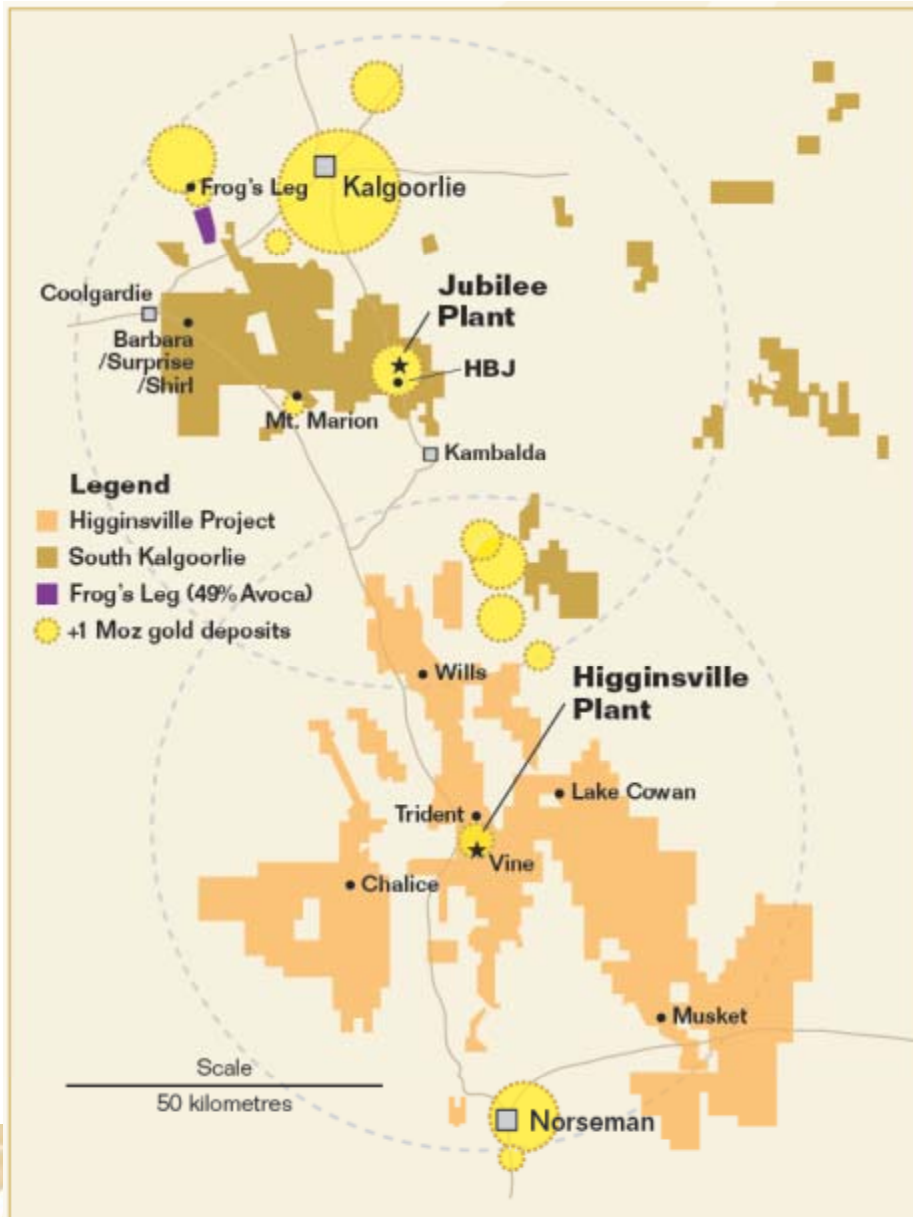 Frog's Leg
Kalgoorlie
Jubilee
Plant
Coolgardie
Barbara
/Surprise
/Shirl
HBJ
Mt. Marion
Kambalda
Legend
Higginsville Project
South Kalgoorlie
Frog's Leg (49% Avoca)
+1 Moz gold deposits
Wills
Higginsville
Plant
Lake Cowan
Trident
Vine
Chalice
Musket
Scale
50 kilometres
Norseman